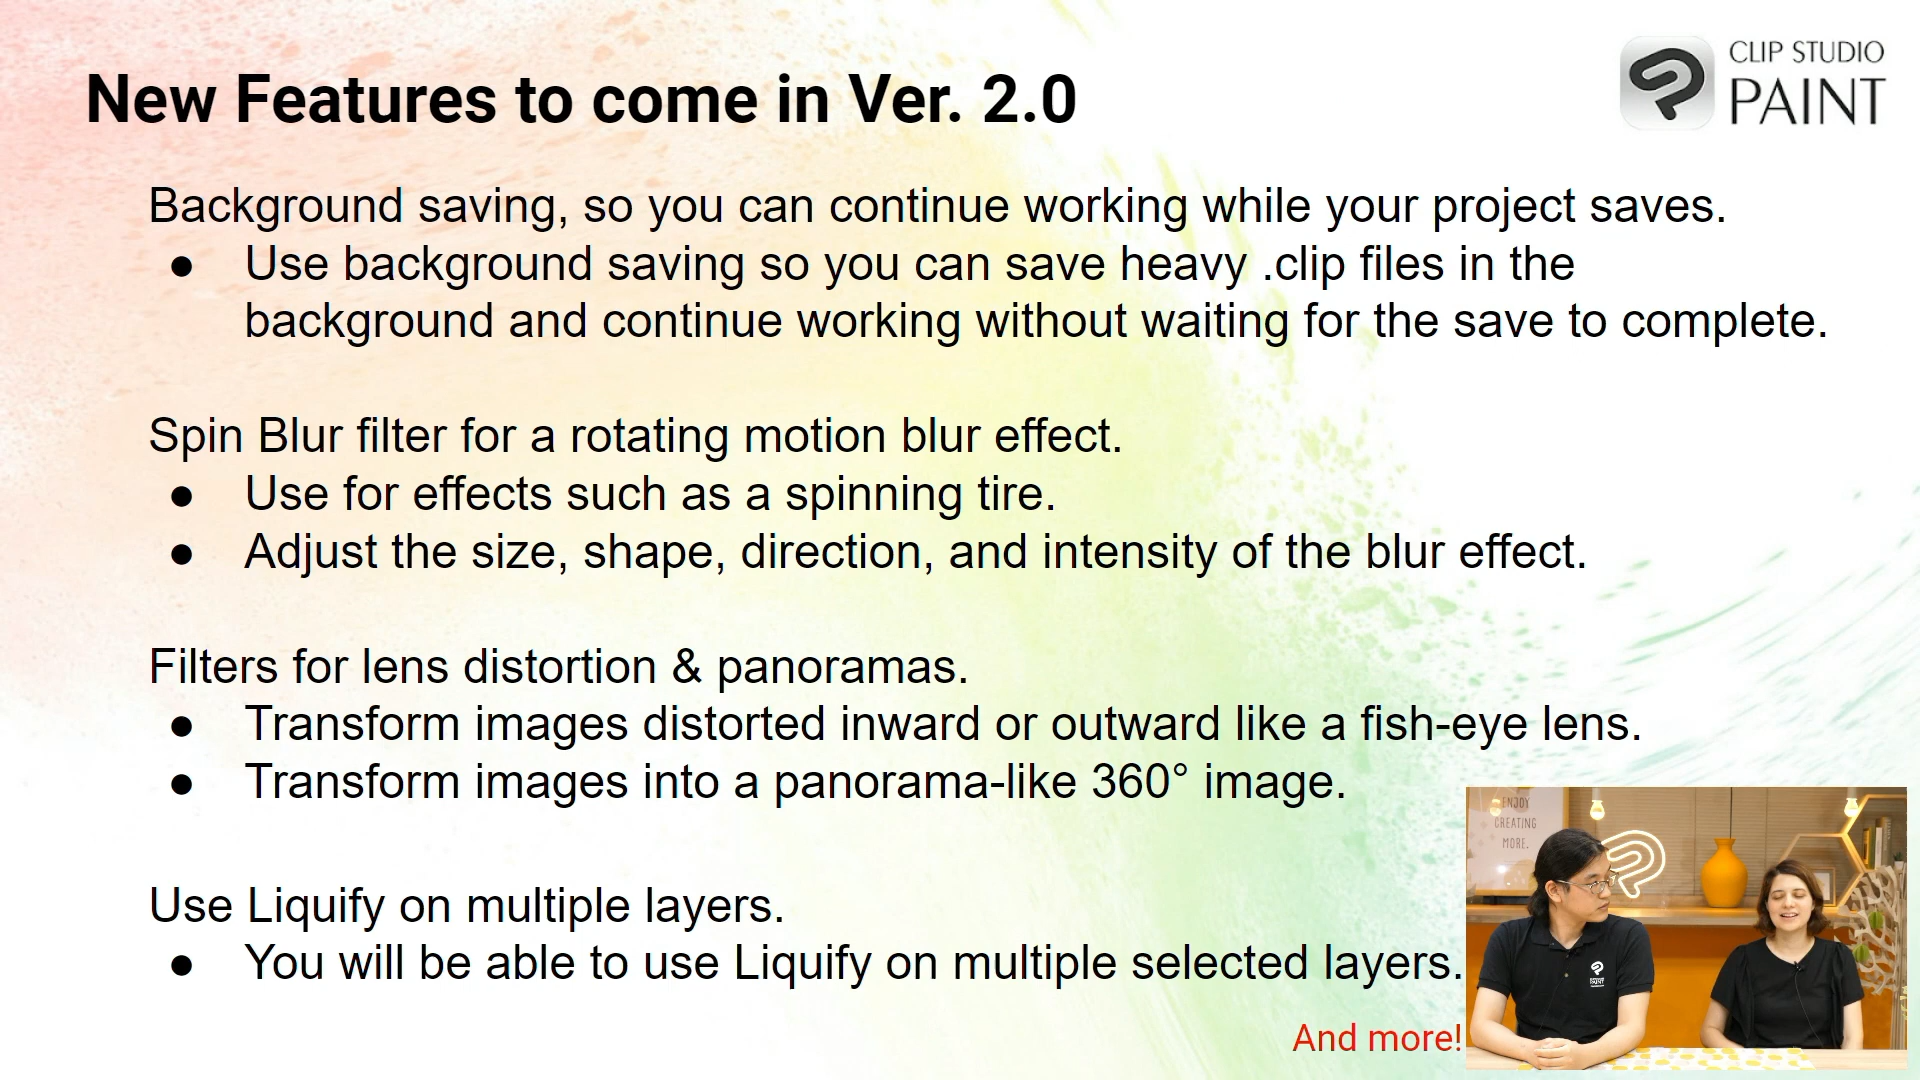 New Features to come in Ver. 2.0
CLIP STUDIO
PAINT
Background saving, so you can continue working while your project saves.
● Use background saving so you can save heavy .clip files in the
background and continue working without waiting for the save to complete.
Spin Blur filter for a rotating motion blur effect.
● Use for effects such as a spinning tire.
● Adjust the size, shape, direction, and intensity of the blur effect.
Filters for lens distortion & panoramas.
● Transform images distorted inward or outward like a fish-eye lens.
● Transform images into a panorama-like 360° image.
Use Liquify on multiple layers.
● You will be able to use Liquify on multiple selected layers.
And more!
ENJOY
CREATING
MORE.